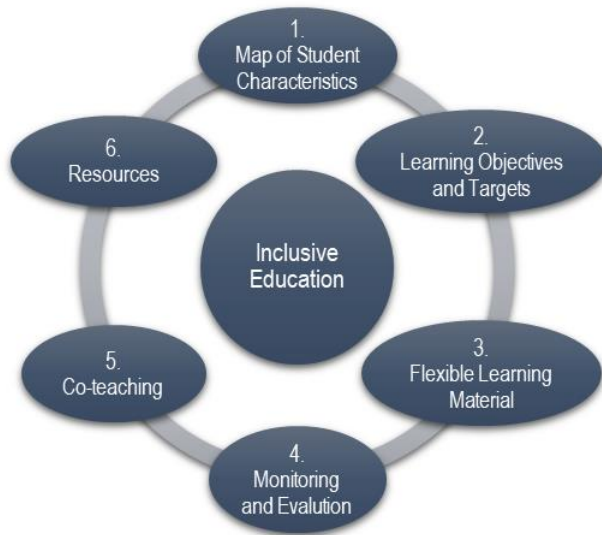 1.
Map of Student
Characteristics
2.
Learning Objectives
and Targets
3.
Flexible Learning
Material
4.
Monitoring
and Evalution
5.
Co-teaching
6.
Resources
Inclusive
Education